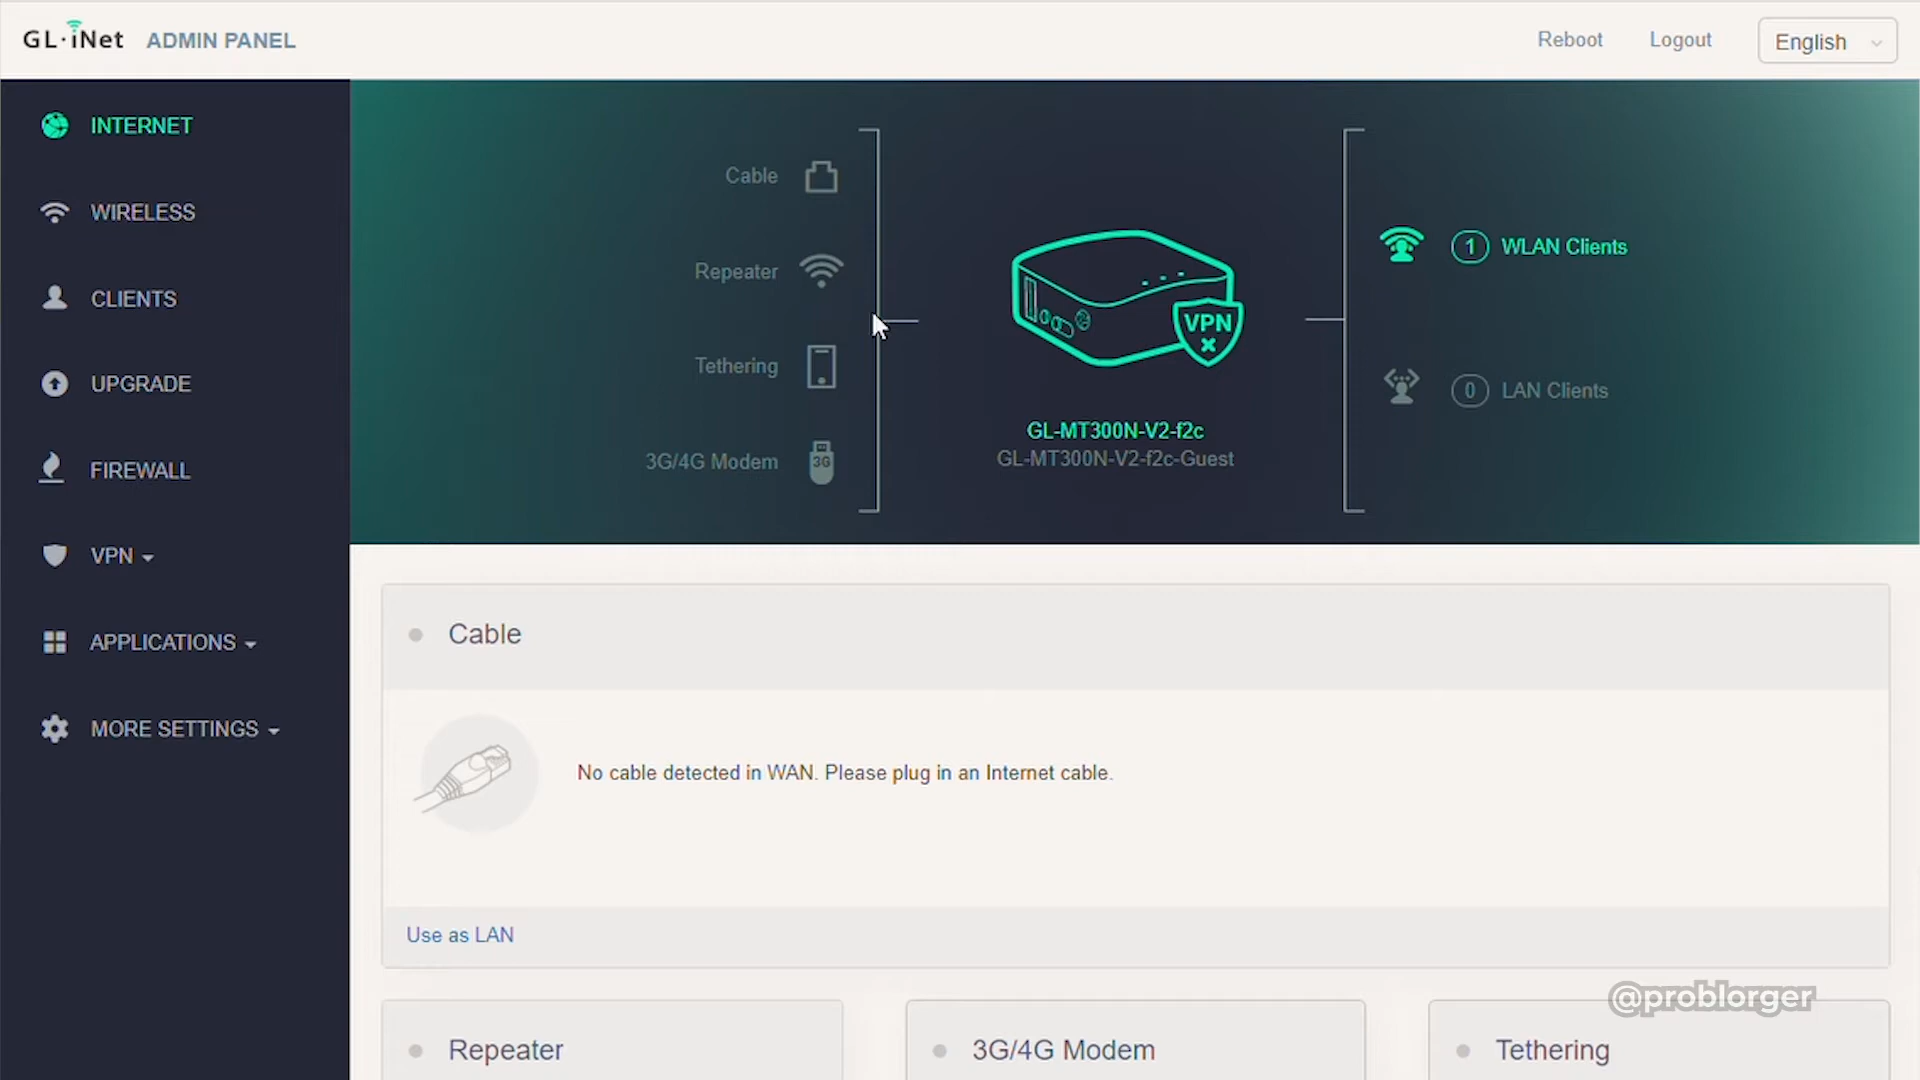 GL·iNet ADMIN PANEL
Reboot
Logout
English
INTERNET
WIRELESS
CLIENTS
UPGRADE
FIREWALL
VPN
APPLICATIONS
MORE SETTINGS
Cable
Repeater
Tethering
3G/4G Modem
3G
VPN
GL-MT300N-V2-f2c
GL-MT300N-V2-f2c-Guest
1 WLAN Clients
0 LAN Clients
Cable
No cable detected in WAN. Please plug in an Internet cable.
Use as LAN
@problorger
Repeater
3G/4G Modem
Tethering